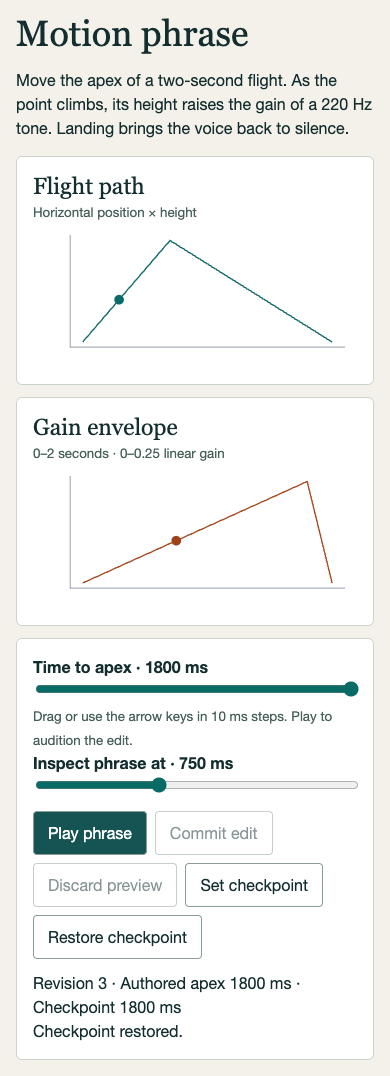 Motion phrase
Move the apex of a two-second flight. As the
point climbs, its height raises the gain of a 220 Hz
tone. Landing brings the voice back to silence.
Flight path
Horizontal position × height
Gain envelope
0–2 seconds · 0–0.25 linear gain
Time to apex · 1800 ms
Drag or use the arrow keys in 10 ms steps. Play to
audition the edit.
Inspect phrase at · 750 ms
Play phrase
Commit edit
Discard preview
Set checkpoint
Restore checkpoint
Revision 3 · Authored apex 1800 ms ·
Checkpoint 1800 ms
Checkpoint restored.